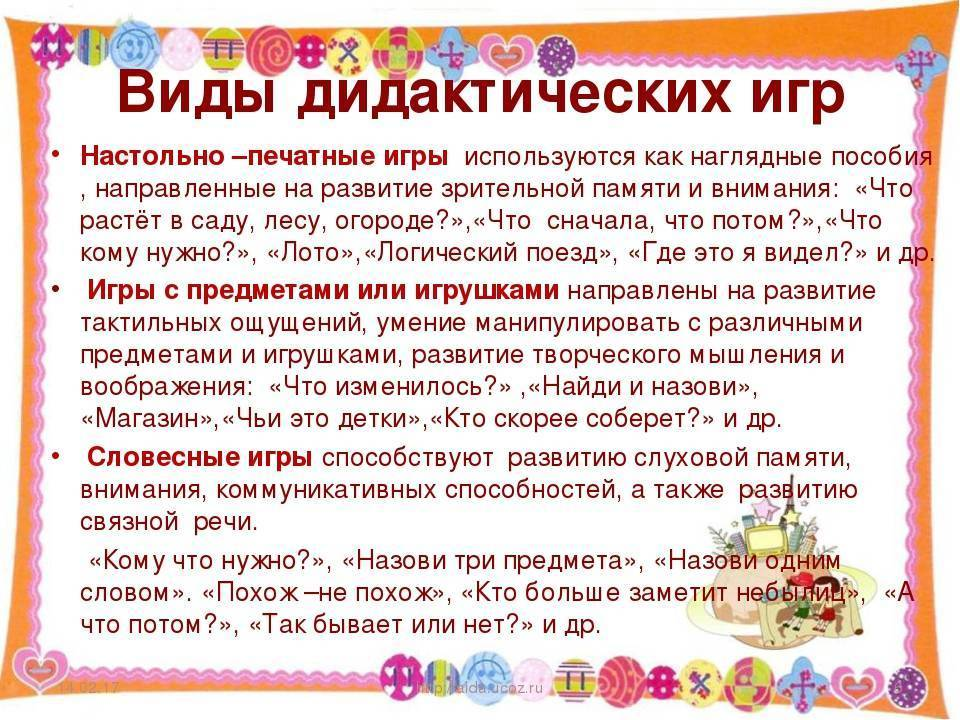 Виды дидактических игр
• Настольно –печатные игры используются как наглядные пособия
, направленные на развитие зрительной памяти и внимания: «Что
растёт в саду, лесу, огороде?»,«Что сначала, что потом?»,«Что
кому нужно?», «Лото»,«Логический поезд», «Где это я видел?» и др.
• Игры с предметами или игрушками направлены на развитие
тактильных ощущений, умение манипулировать с различными
предметами и игрушками, развитие творческого мышления и
воображения: «Что изменилось?» ,«Найди и назови»,
«Магазин»,«Чьи это детки»,«Кто скорее соберет?» и др.
• Словесные игры способствуют развитию слуховой памяти,
внимания, коммуникативных способностей, а также развитию
связной речи.
«Кому что нужно?», «Назови три предмета», «Назови одним
словом». «Похож –не похож», «Кто больше заметит небылиц», «А
что потом?», «Так бывает или нет?» и др.
11.02.17
http://aida.ucoz.ru